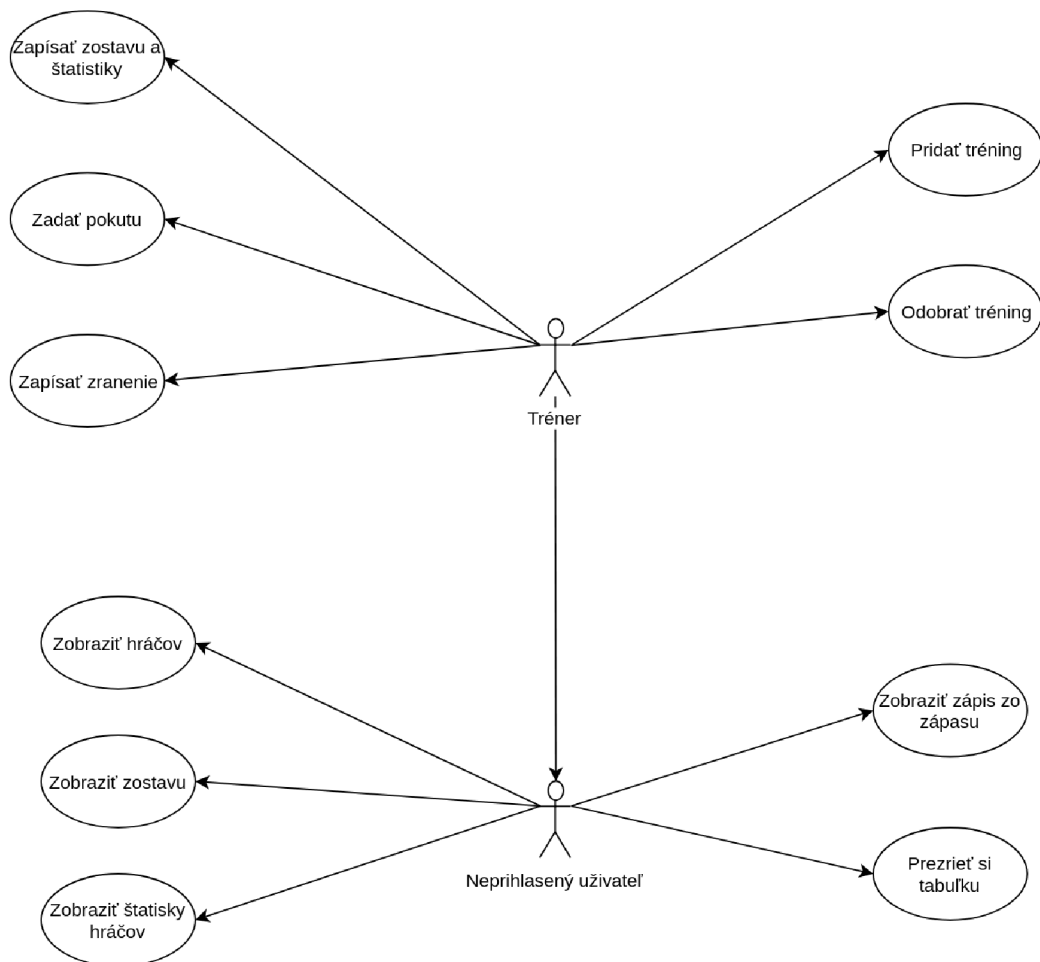 Zapísať zostavu a
štatistiky
Pridať tréning
Zadať pokutu
Odobrať tréning
Zapísať zranenie
Tréner
Zobraziť hráčov
Zobraziť zápis zo
zápasu
Zobraziť zostavu
Neprihlasený uživateľ
Prezrieť si
tabuľku
Zobraziť štatisky
hráčov